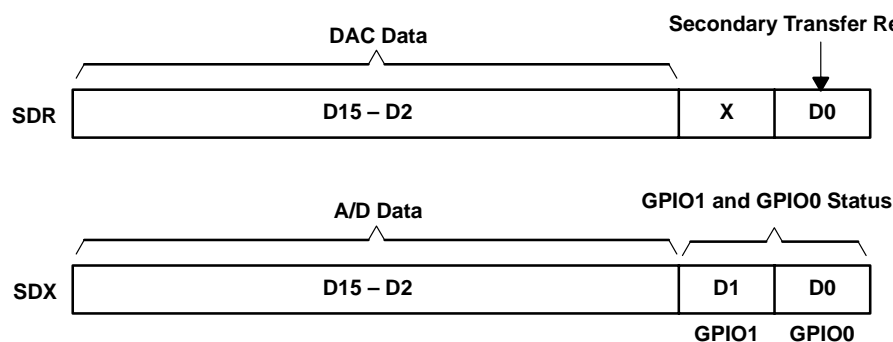 Secondary Transfer Re
DAC Data
SDR D15 – D2 X D0
A/D Data GPIO1 and GPIO0 Status
SDX D15 – D2 D1 D0
GPIO1 GPIO0